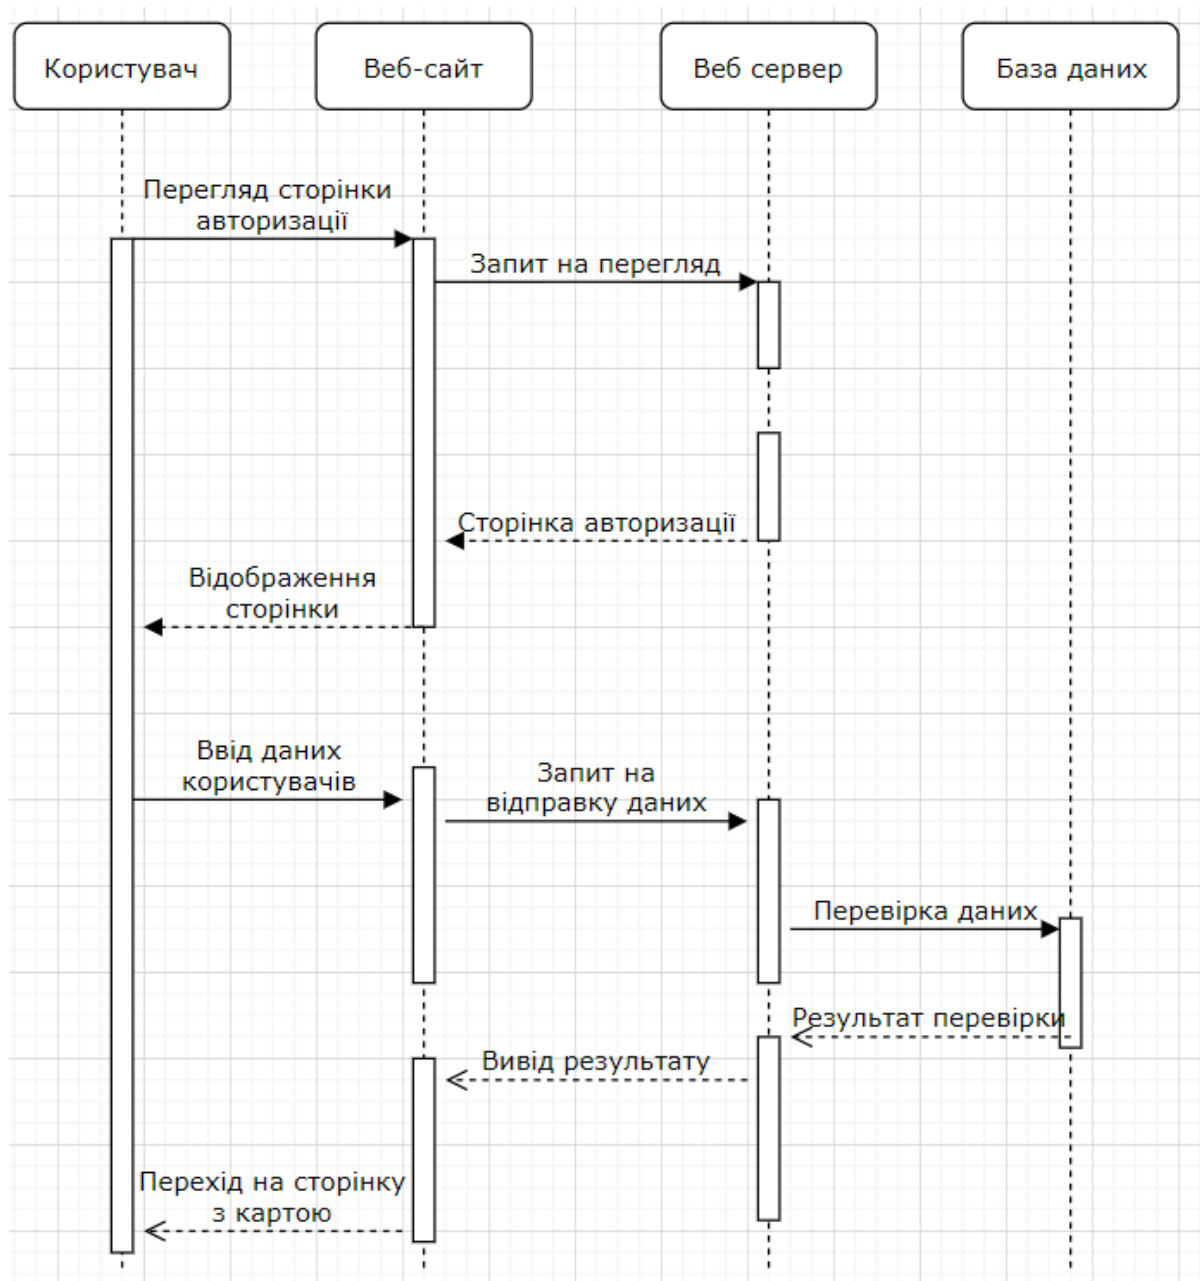 Користувач
Веб-сайт
Веб сервер
База даних
Перегляд сторінки
авторизації
Запит на перегляд
Сторінка авторизації
Відображення
сторінки
Ввід даних
користувачів
Запит на
відправку даних
Перевірка даних
Результат перевірки
Вивід результату
Перехід на сторінку
з картою